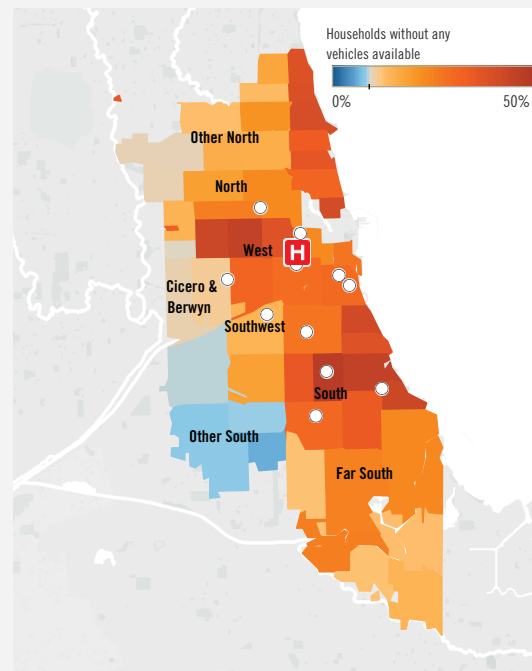 Households without any
vehicles available
0%
50%
Other North
North
West
H
Cicero &
Berwyn
Southwest
South
Other South
Far South